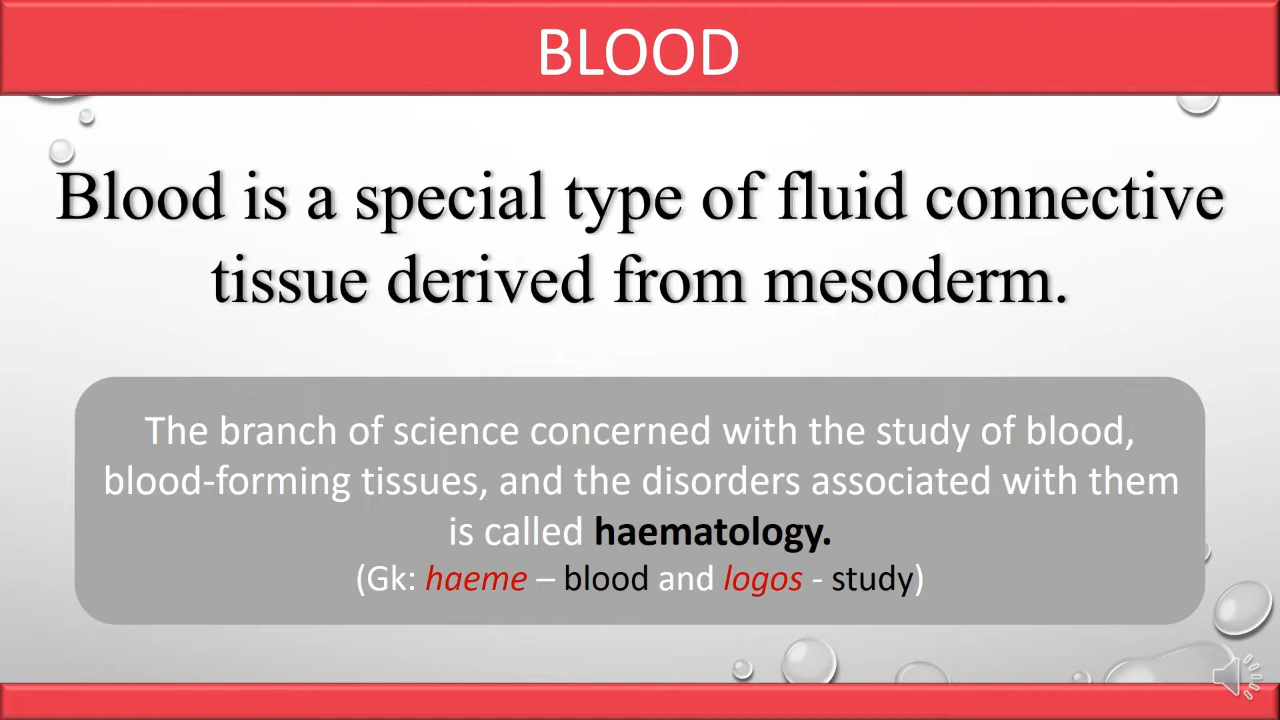 BLOOD
Blood is a special type of fluid connective
tissue derived from mesoderm.
The branch of science concerned with the study of blood,
blood-forming tissues, and the disorders associated with them
is called haematology.
(Gk: haeme – blood and logos - study)